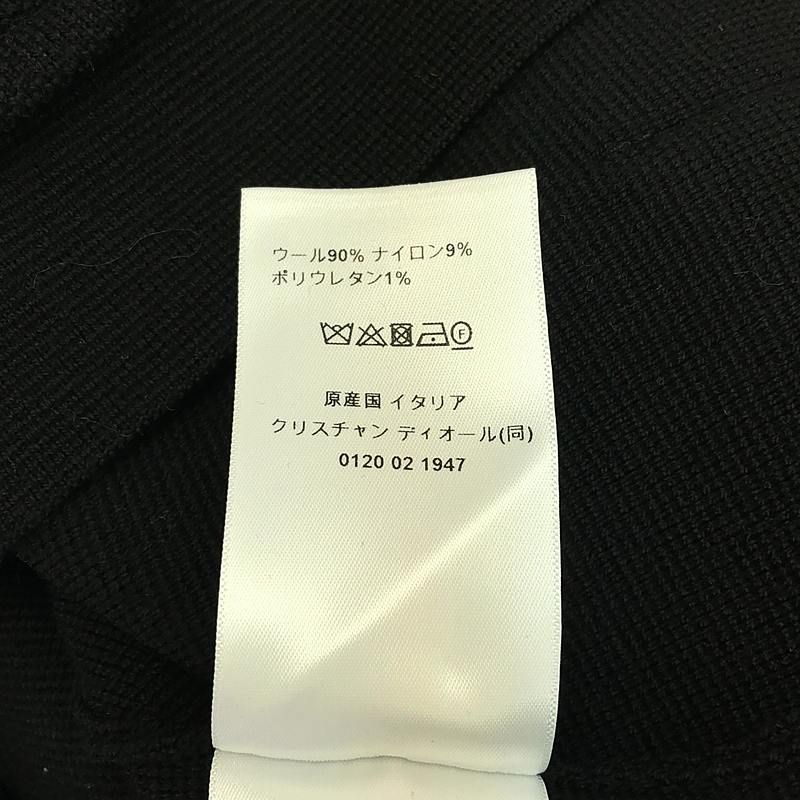 ウール90% ナイロン9%
ポリウレタン1%
F
原産国 イタリア
クリスチャン ディオール(同)
0120 02 1947